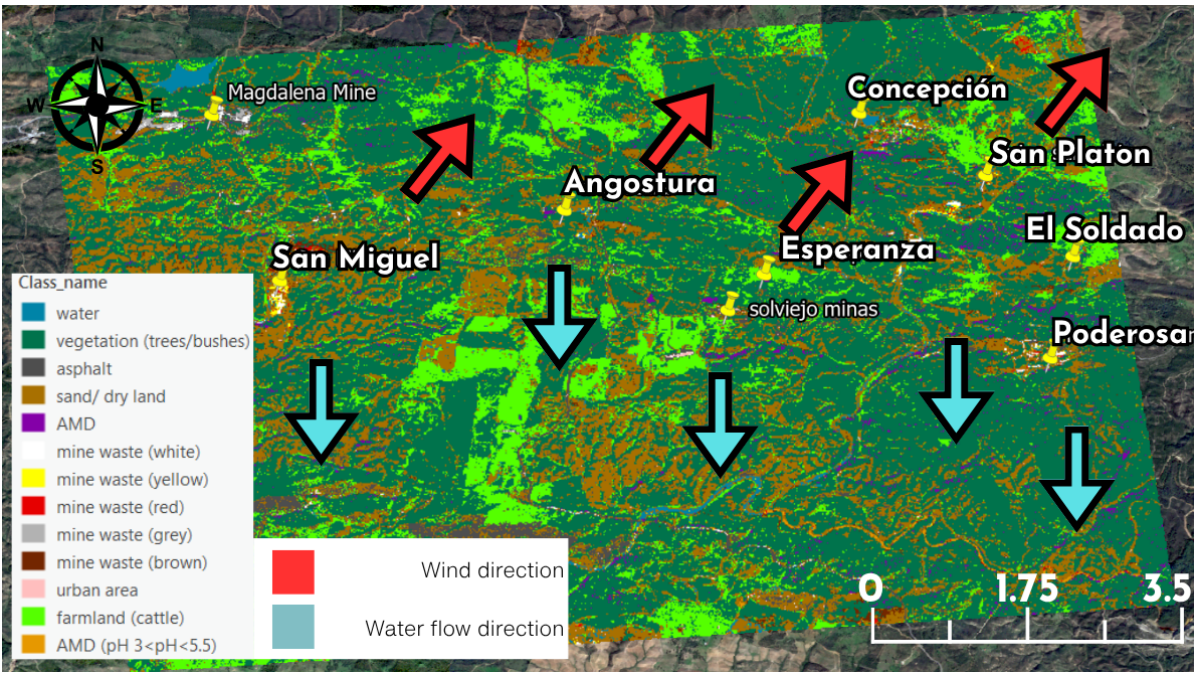 N
W
E
S
Magdalena Mine
Concepción
San Platon
Angostura
El Soldado
Esperanza
San Miguel
solviejo minas
Poderosa
Class_name
water
vegetation (trees/bushes)
asphalt
sand/ dry land
AMD
mine waste (white)
mine waste (yellow)
mine waste (red)
mine waste (grey)
mine waste (brown)
urban area
farmland (cattle)
AMD (pH 3<pH<5.5)
Wind direction
Water flow direction
0 1.75 3.5